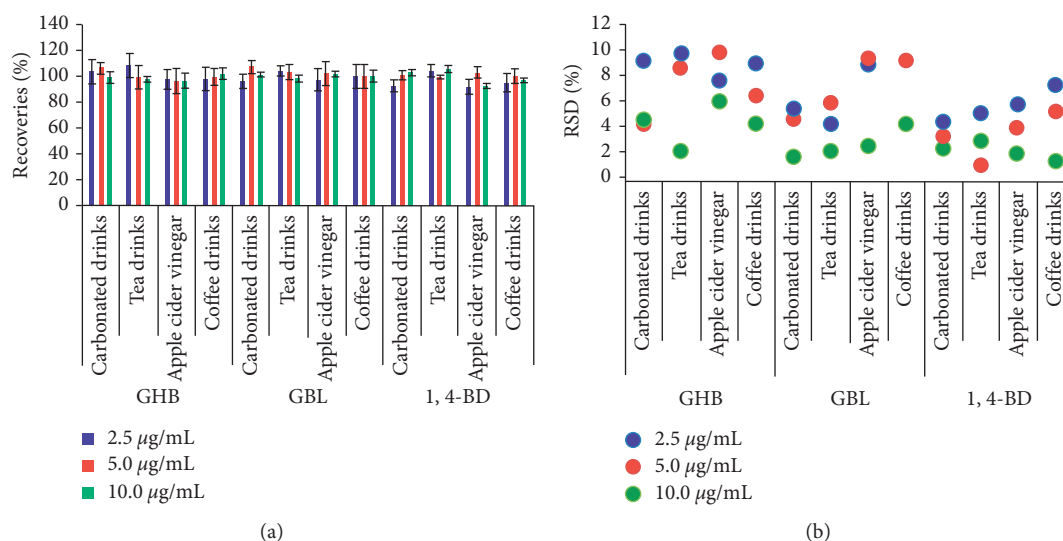 Recoveries (%)
140
120
100
80
60
40
20
0
Carbonated drinks
Tea drinks
Apple cider vinegar
Coffee drinks
Carbonated drinks
Tea drinks
Apple cider vinegar
Coffee drinks
Carbonated drinks
Tea drinks
Apple cider vinegar
Coffee drinks
GHB GBL 1, 4-BD
2.5 μg/mL
5.0 μg/mL
10.0 μg/mL
(a)
RSD (%)
12
10
8
6
4
2
0
Carbonated drinks
Tea drinks
Apple cider vinegar
Coffee drinks
Carbonated drinks
Tea drinks
Apple cider vinegar
Coffee drinks
Carbonated drinks
Tea drinks
Apple cider vinegar
Coffee drinks
GHB GBL 1, 4-BD
2.5 μg/mL
5.0 μg/mL
10.0 μg/mL
(b)